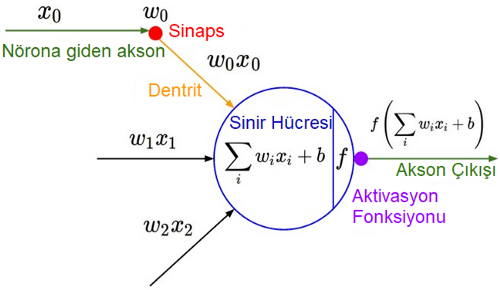 x₀ w₀
Sinaps
Nörona giden akson
w₀x₀
Dentrit
Sinir Hücresi
w₁x₁
∑ᵢ wᵢxᵢ + b
f
f(∑ᵢ wᵢxᵢ + b)
Akson Çıkışı
Aktivasyon
Fonksiyonu
w₂x₂